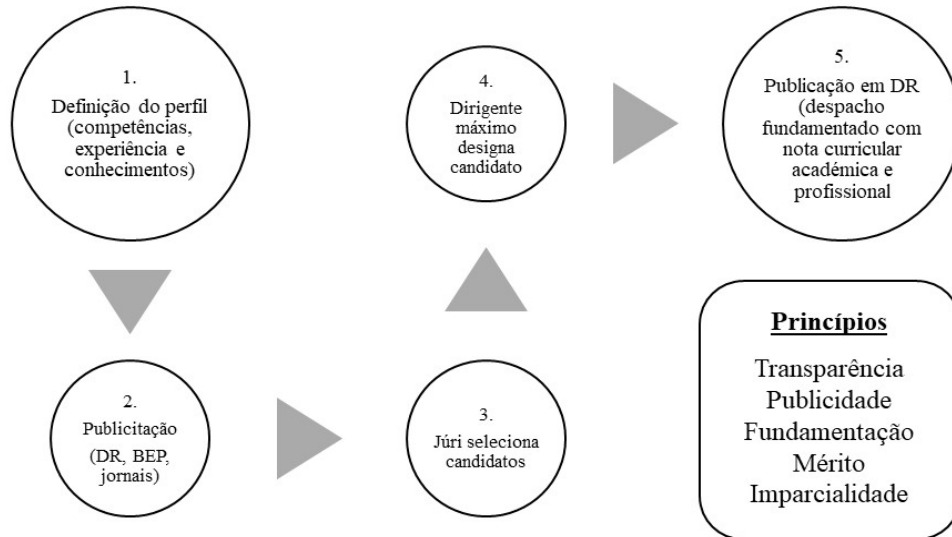 1.
Definição do perfil
(competências,
experiência e
conhecimentos)
2.
Publicitação
(DR, BEP,
jornais)
3.
Júri seleciona
candidatos
4.
Dirigente
máximo
designa
candidato
5.
Publicação em DR
(despacho
fundamentado com
nota curricular
académica e
profissional
Princípios
Transparência
Publicidade
Fundamentação
Mérito
Imparcialidade